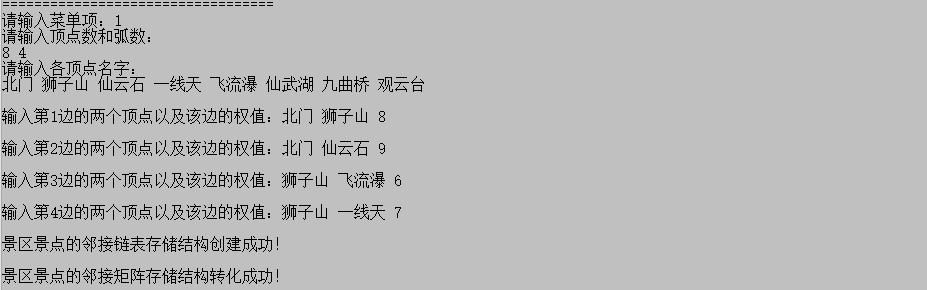 ==================================
请输入菜单项：1
请输入顶点数和弧数：
8 4
请输入各顶点名字：
北门 狮子山 仙云石 一线天 飞流瀑 仙武湖 九曲桥 观云台
输入第1边的两个顶点以及该边的权值：北门 狮子山 8
输入第2边的两个顶点以及该边的权值：北门 仙云石 9
输入第3边的两个顶点以及该边的权值：狮子山 飞流瀑 6
输入第4边的两个顶点以及该边的权值：狮子山 一线天 7
景区景点的邻接链表存储结构创建成功!
景区景点的邻接矩阵存储结构转化成功!